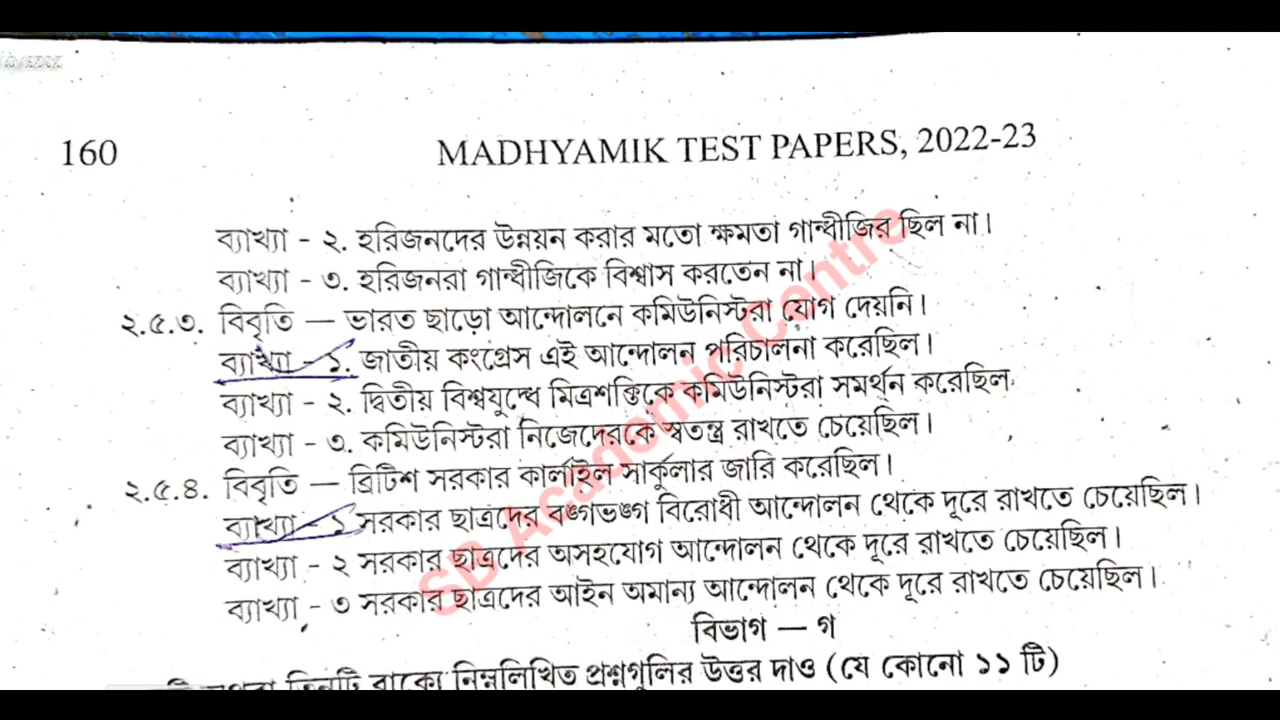 160
MADHYAMIK TEST PAPERS, 2022-23
ব্যাখ্যা - ২. হরিজনদের উন্নয়ন করার মতো ক্ষমতা গান্ধীজির ছিল না।
ব্যাখ্যা - ৩. হরিজনরা গান্ধীজিকে বিশ্বাস করতেন না।
২.৫.৩. বিবৃতি — ভারত ছাড়ো আন্দোলনে কমিউনিস্টরা যোগ দেয়নি।
ব্যাখ্যা - ১. জাতীয় কংগ্রেস এই আন্দোলন পরিচালনা করেছিল।
ব্যাখ্যা - ২. দ্বিতীয় বিশ্বযুদ্ধে মিত্রশক্তিকে কমিউনিস্টরা সমর্থন করেছিল.
ব্যাখ্যা - ৩. কমিউনিস্টরা নিজেদেরকে স্বতন্ত্র রাখতে চেয়েছিল।
২.৫.৪. বিবৃতি — ব্রিটিশ সরকার কার্লাইল সার্কুলার জারি করেছিল।
ব্যাখ্যা - ১ সরকার ছাত্রদের বঙ্গভঙ্গ বিরোধী আন্দোলন থেকে দূরে রাখতে চেয়েছিল।
ব্যাখ্যা - ২ সরকার ছাত্রদের অসহযোগ আন্দোলন থেকে দূরে রাখতে চেয়েছিল।
ব্যাখ্যা - ৩ সরকার ছাত্রদের আইন অমান্য আন্দোলন থেকে দূরে রাখতে চেয়েছিল।
বিভাগ — গ
তিনটি বাক্যে নিম্নলিখিত প্রশ্নগুলির উত্তর দাও (যে কোনো ১১ টি)
SB Academic Centre